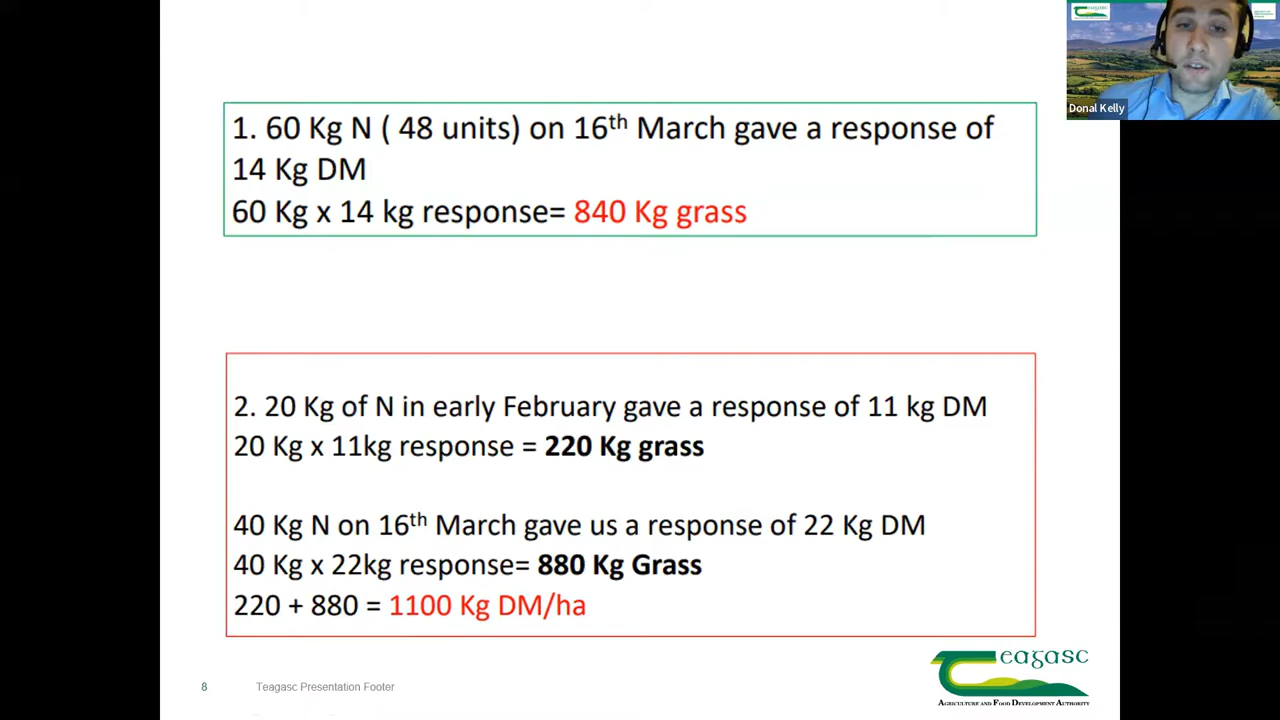 Teagasc
Donal Kelly
1. 60 Kg N ( 48 units) on 16th March gave a response of
14 Kg DM
60 Kg x 14 kg response= 840 Kg grass
2. 20 Kg of N in early February gave a response of 11 kg DM
20 Kg x 11kg response = 220 Kg grass
40 Kg N on 16th March gave us a response of 22 Kg DM
40 Kg x 22kg response= 880 Kg Grass
220 + 880 = 1100 Kg DM/ha
8
Teagasc Presentation Footer
Teagasc
AGRICULTURE AND FOOD DEVELOPMENT AUTHORITY